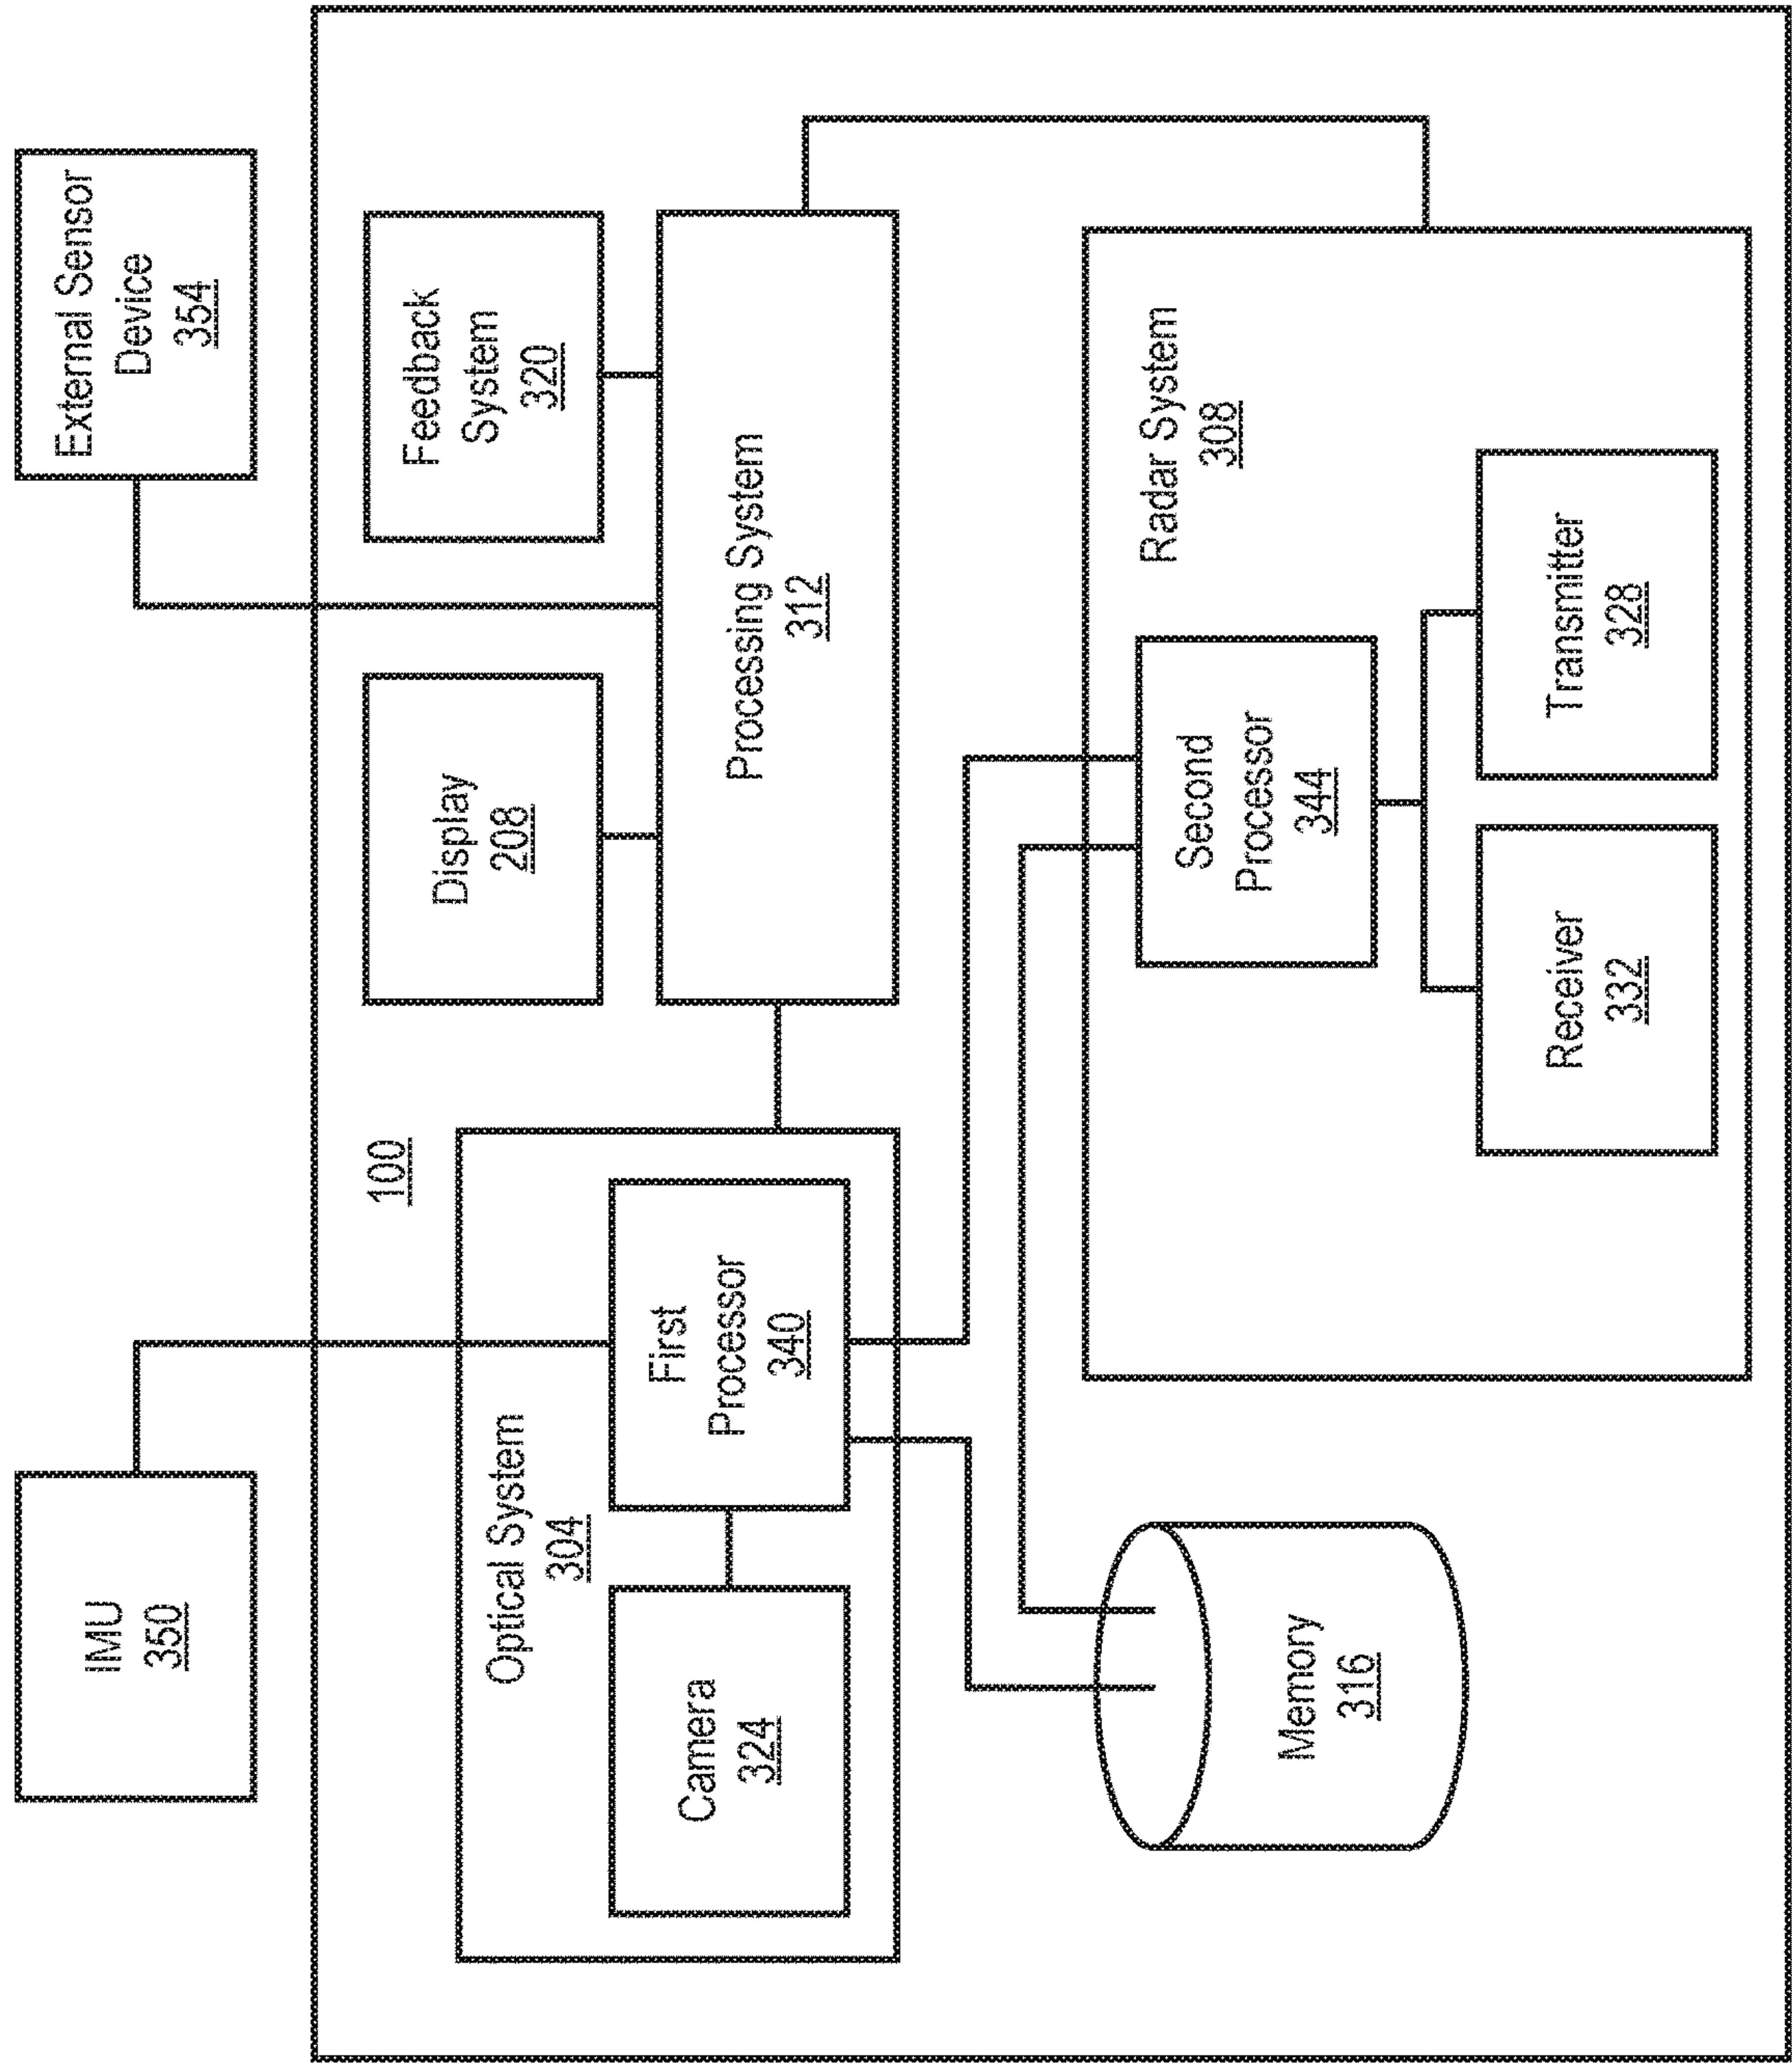 IMU
350
External Sensor
Device
354
100
Optical System
304
Camera
324
First
Processor
340
Display
208
Feedback
System
320
Processing System
312
Memory
316
Radar System
308
Second
Processor
344
Receiver
332
Transmitter
328